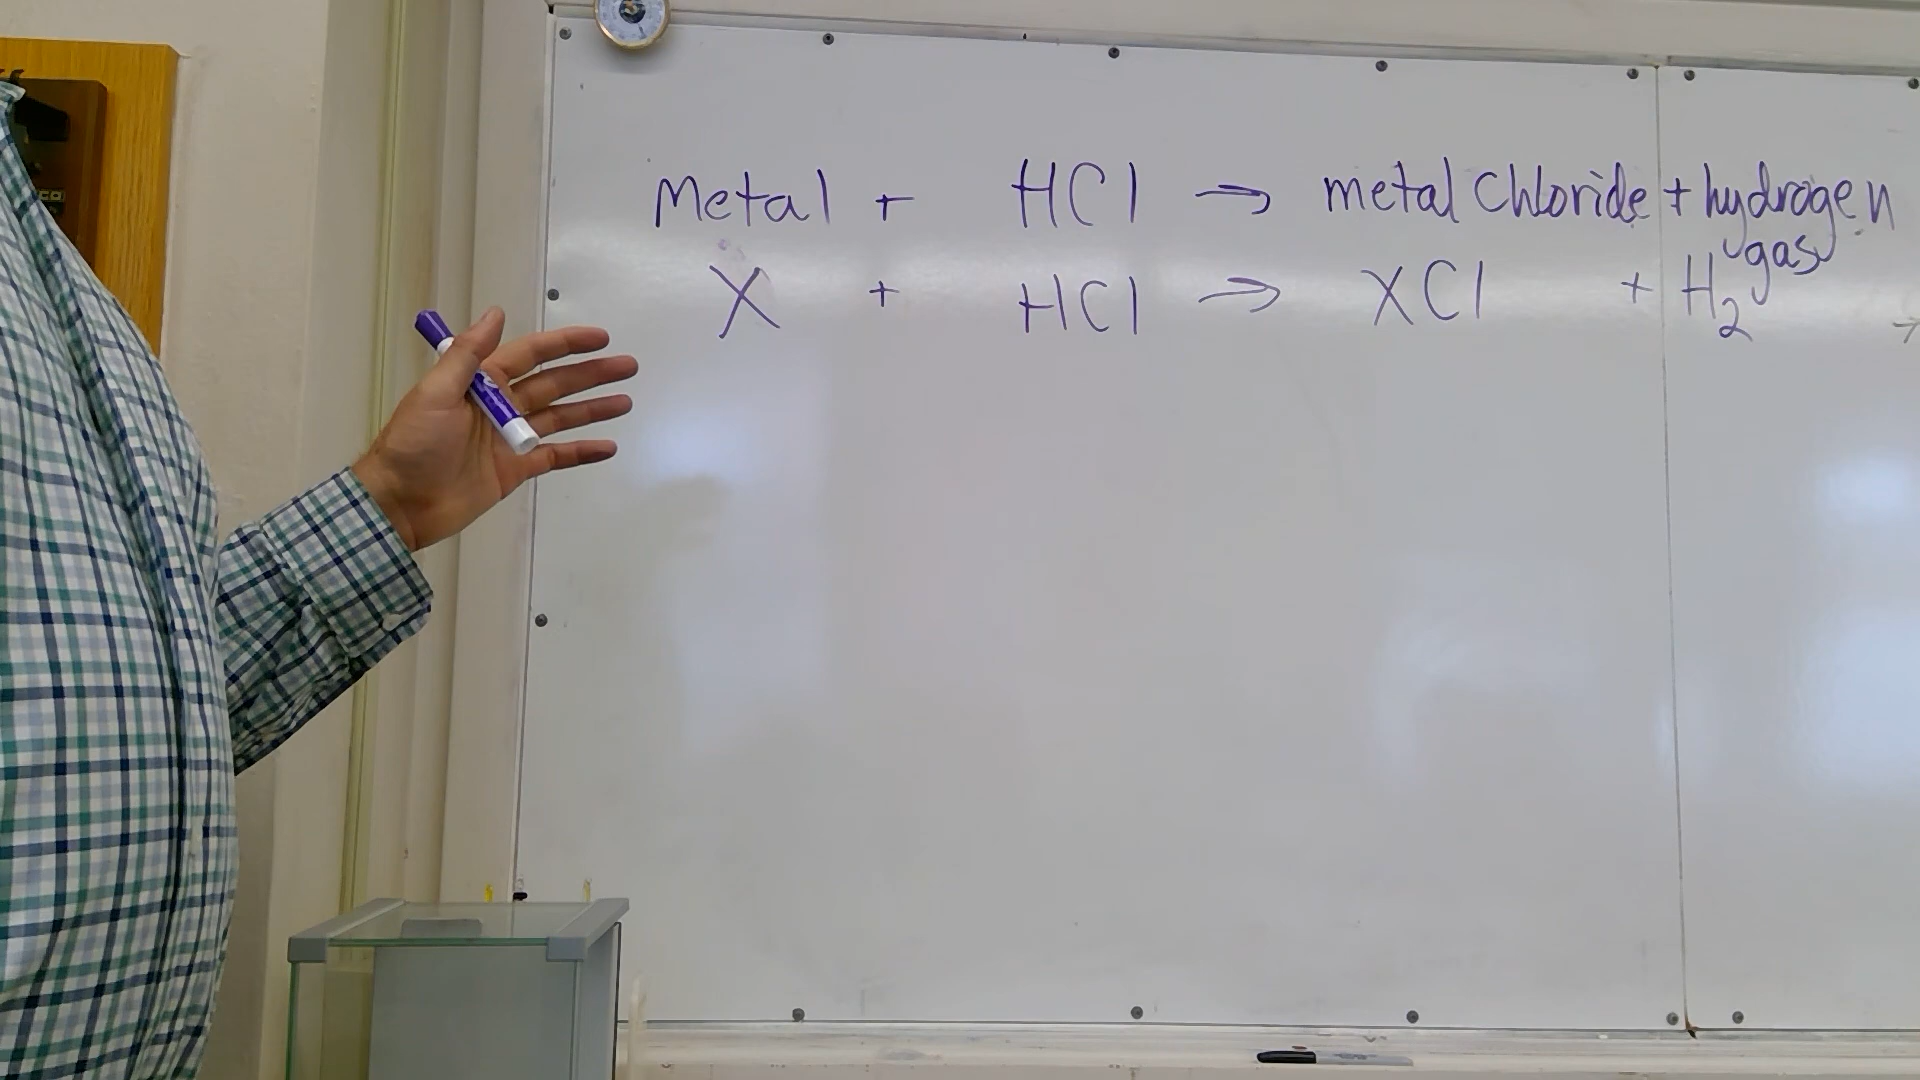 Metal + HCl → metal Chloride + hydrogen
gas
X + HCl → XCl + H₂